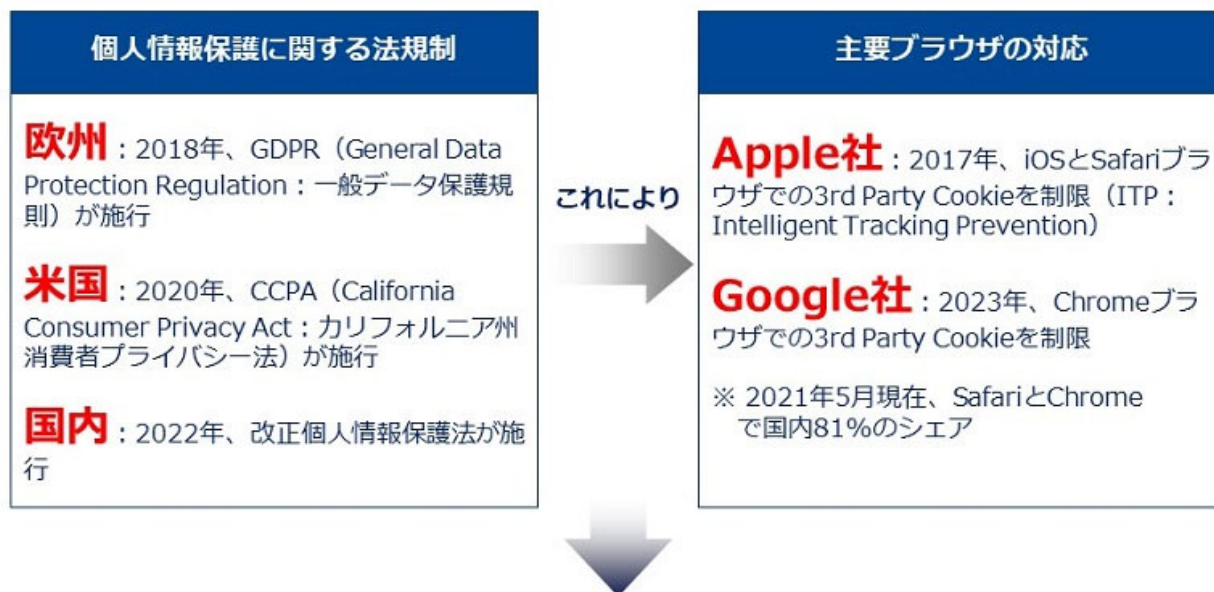 個人情報保護に関する法規制
欧州：2018年、GDPR（General Data
Protection Regulation：一般データ保護規
則）が施行
米国：2020年、CCPA（California
Consumer Privacy Act：カリフォルニア州
消費者プライバシー法）が施行
国内：2022年、改正個人情報保護法が施
行
これにより
主要ブラウザの対応
Apple社：2017年、iOSとSafariブラ
ウザでの3rd Party Cookieを制限（ITP：
Intelligent Tracking Prevention）
Google社：2023年、Chromeブラ
ウザでの3rd Party Cookieを制限
※ 2021年5月現在、SafariとChrome
で国内81%のシェア